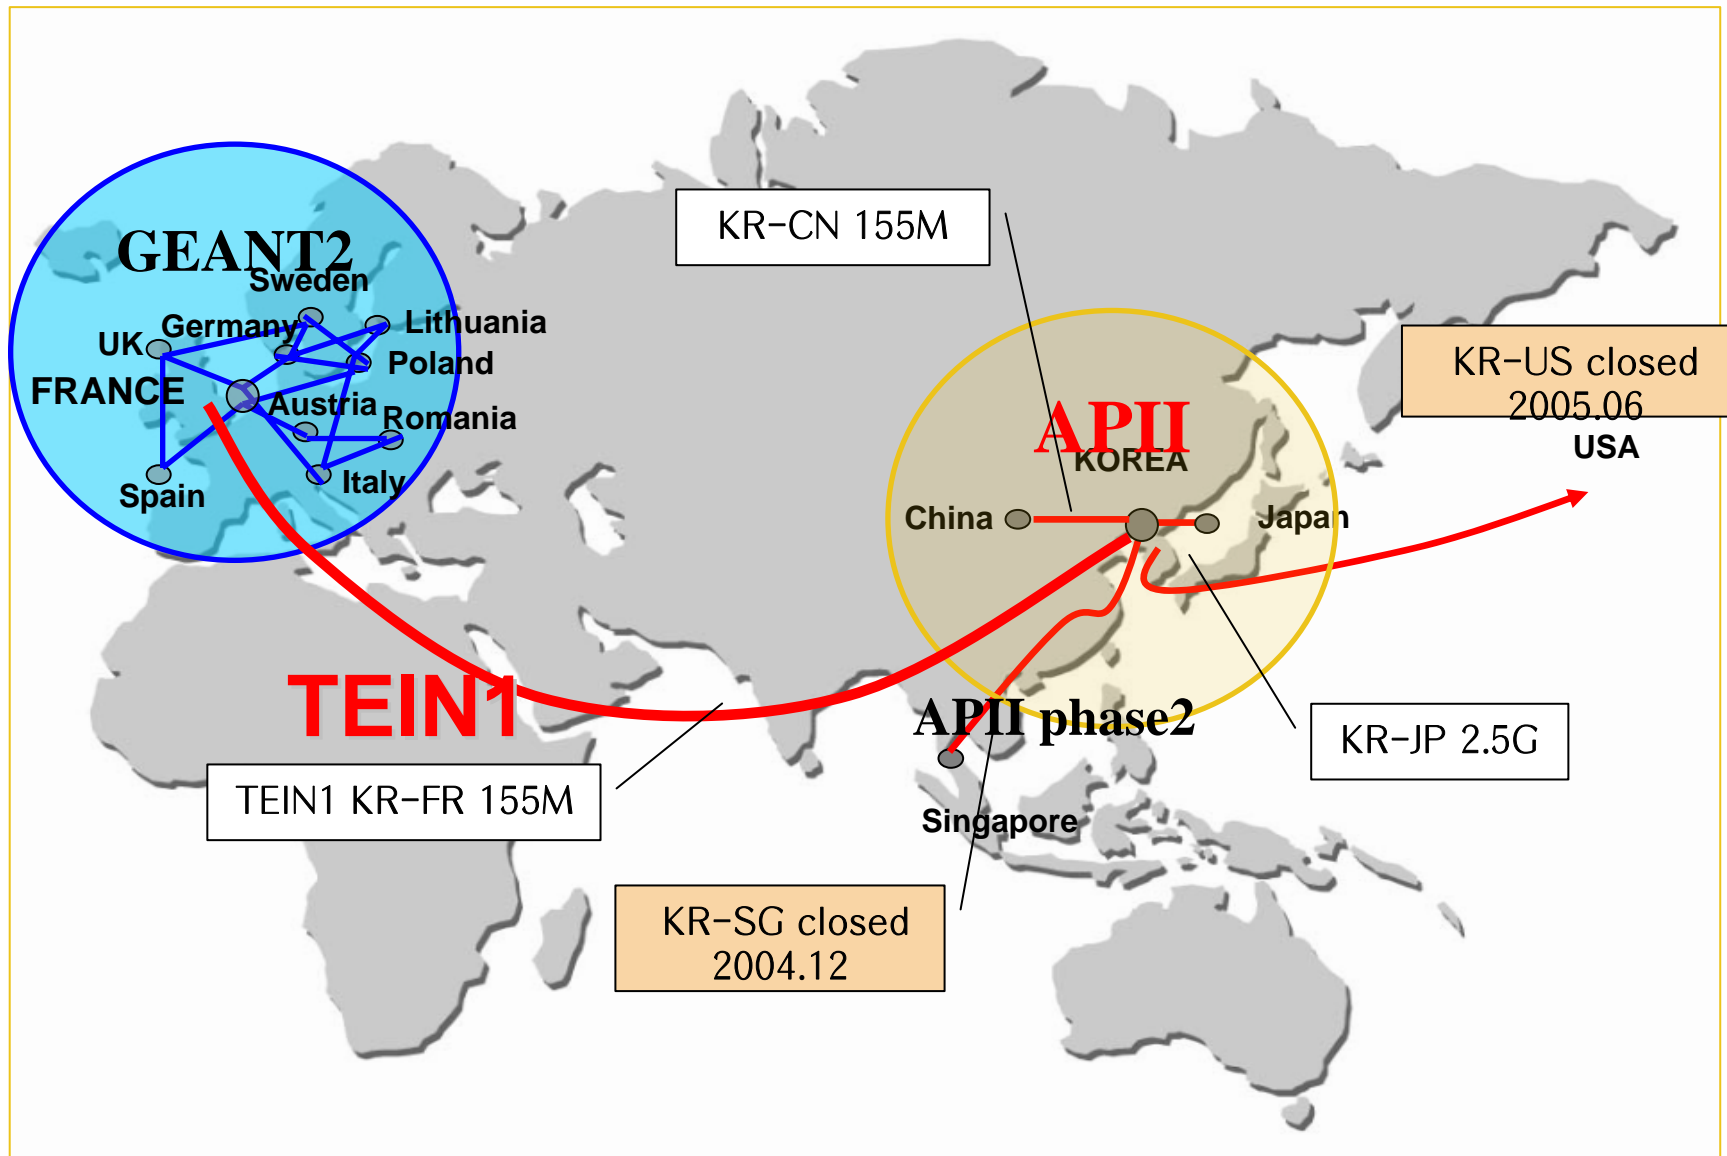 KR-CN 155M
GEANT2
Sweden
Germany
Lithuania
UK
Poland
FRANCE
Austria
Romania
Italy
Spain
KR-US closed
2005.06
USA
APII
KOREA
China
Japan
TEIN1
APII phase2
KR-JP 2.5G
TEIN1 KR-FR 155M
Singapore
KR-SG closed
2004.12